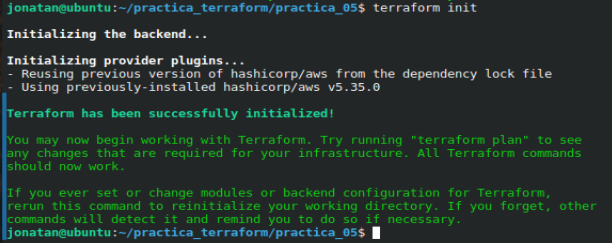 jonatan@ubuntu:~/practica_terraform/practica_05$ terraform init
Initializing the backend...
Initializing provider plugins...
- Reusing previous version of hashicorp/aws from the dependency lock file
- Using previously-installed hashicorp/aws v5.35.0
Terraform has been successfully initialized!
You may now begin working with Terraform. Try running "terraform plan" to see
any changes that are required for your infrastructure. All Terraform commands
should now work.
If you ever set or change modules or backend configuration for Terraform,
rerun this command to reinitialize your working directory. If you forget, other
commands will detect it and remind you to do so if necessary.
jonatan@ubuntu:~/practica_terraform/practica_05$